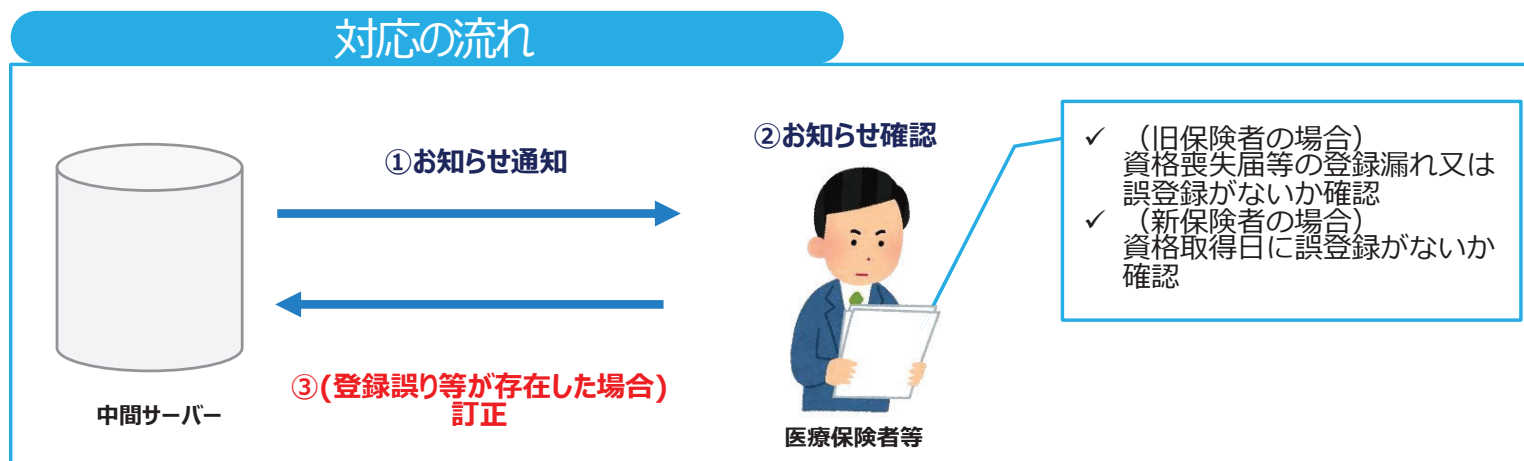 対応の流れ
①お知らせ通知
②お知らせ確認
✓ （旧保険者の場合）
資格喪失届等の登録漏れ又は
誤登録がないか確認
✓ （新保険者の場合）
資格取得日に誤登録がないか
確認
③(登録誤り等が存在した場合)
訂正
中間サーバー
医療保険者等